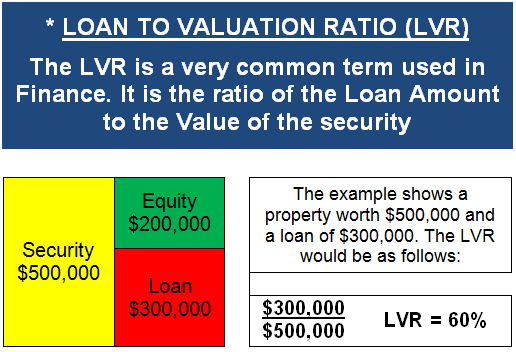 * LOAN TO VALUATION RATIO (LVR)
The LVR is a very common term used in
Finance. It is the ratio of the Loan Amount
to the Value of the security
Security
$500,000
Equity
$200,000
Loan
$300,000
The example shows a
property worth $500,000 and
a loan of $300,000. The LVR
would be as follows:
$300,000
$500,000
LVR = 60%